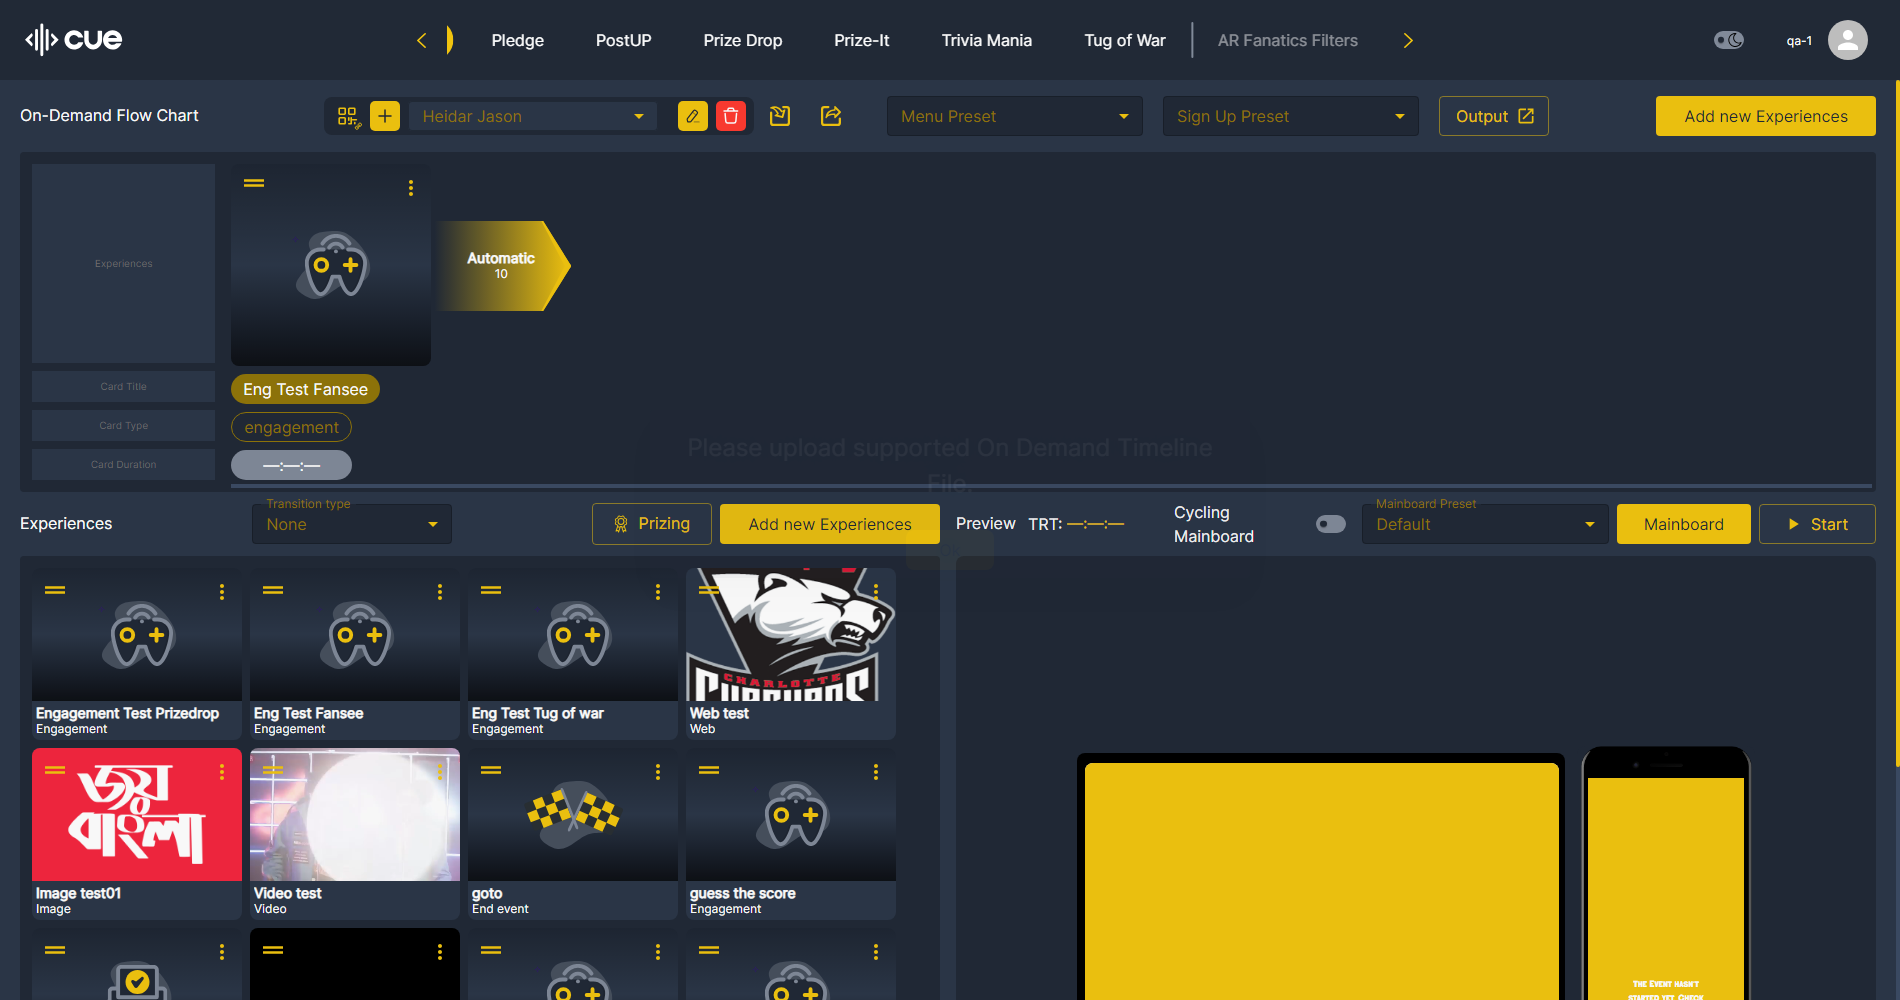 cue
Pledge
PostUP
Prize Drop
Prize-It
Trivia Mania
Tug of War
AR Fanatics Filters
qa-1
On-Demand Flow Chart
Heidar Jason
Menu Preset
Sign Up Preset
Output
Add new Experiences
Experiences
Automatic
10
Card Title
Eng Test Fansee
Card Type
engagement
Card Duration
—:—:—
Please upload supported On Demand Timeline
File.
Experiences
Transition type
None
Prizing
Add new Experiences
Preview
TRT: —:—:—
Cycling
Mainboard
Mainboard Preset
Default
Mainboard
Start
CHARLOTTE
Engagement Test Prizedrop
Engagement
Eng Test Fansee
Engagement
Eng Test Tug of war
Engagement
Web test
Web
জয়
বাংলা
Image test01
Image
Video test
Video
goto
End event
guess the score
Engagement
The Event hasn't
started yet. Check